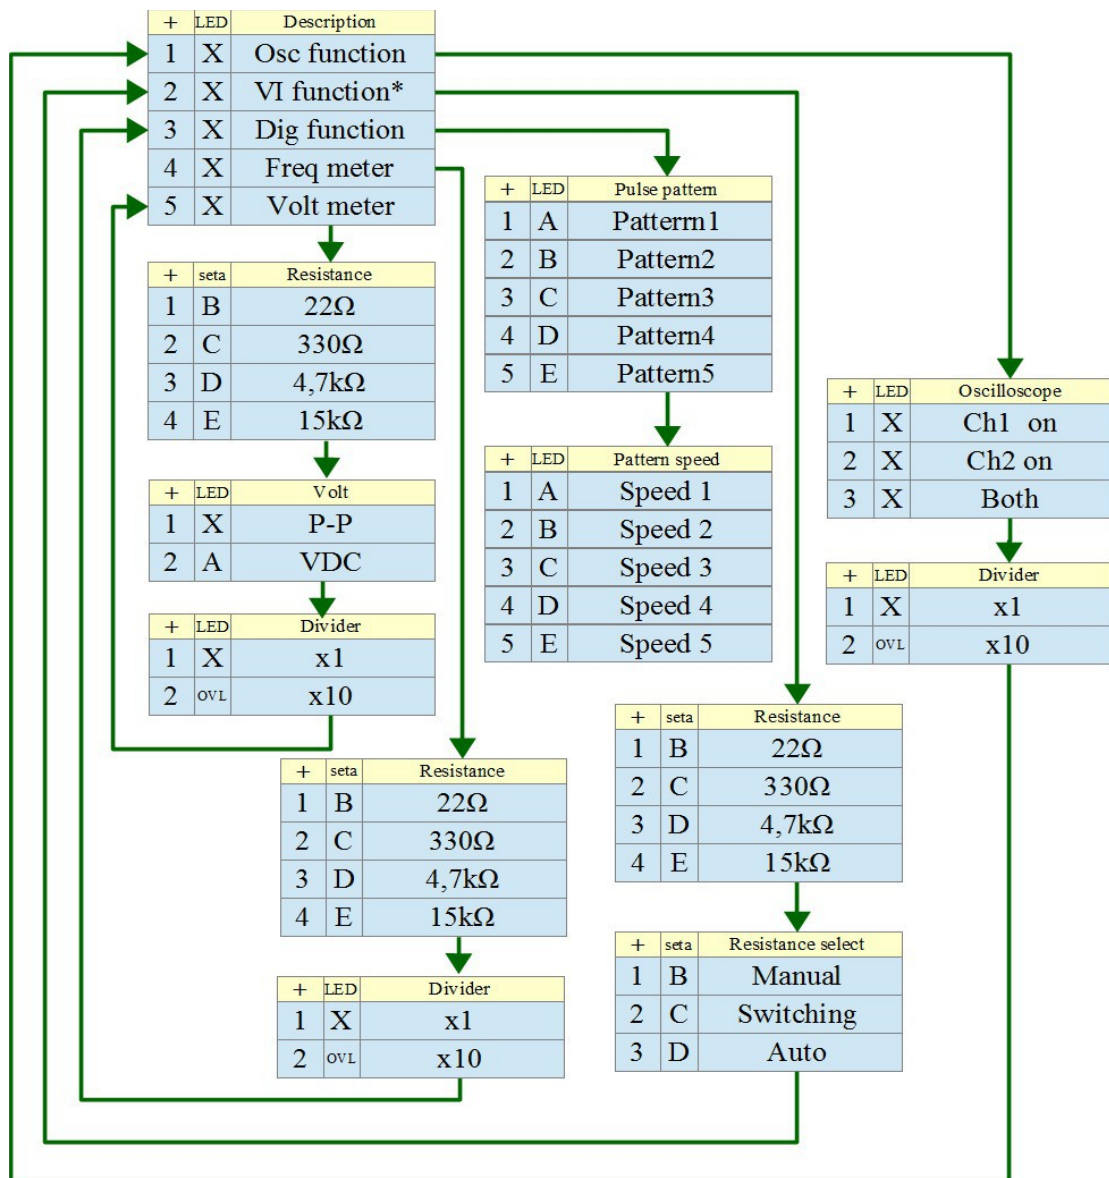 + LED Description
1 X Osc function
2 X VI function*
3 X Dig function
4 X Freq meter
5 X Volt meter
+ seta Resistance
1 B 22Ω
2 C 330Ω
3 D 4,7kΩ
4 E 15kΩ
+ LED Volt
1 X P-P
2 A VDC
+ LED Divider
1 X x1
2 OVL x10
+ seta Resistance
1 B 22Ω
2 C 330Ω
3 D 4,7kΩ
4 E 15kΩ
+ LED Divider
1 X x1
2 OVL x10
+ LED Pulse pattern
1 A Patterrn1
2 B Pattern2
3 C Pattern3
4 D Pattern4
5 E Pattern5
+ LED Pattern speed
1 A Speed 1
2 B Speed 2
3 C Speed 3
4 D Speed 4
5 E Speed 5
+ seta Resistance
1 B 22Ω
2 C 330Ω
3 D 4,7kΩ
4 E 15kΩ
+ seta Resistance select
1 B Manual
2 C Switching
3 D Auto
+ LED Oscilloscope
1 X Ch1 on
2 X Ch2 on
3 X Both
+ LED Divider
1 X x1
2 OVL x10